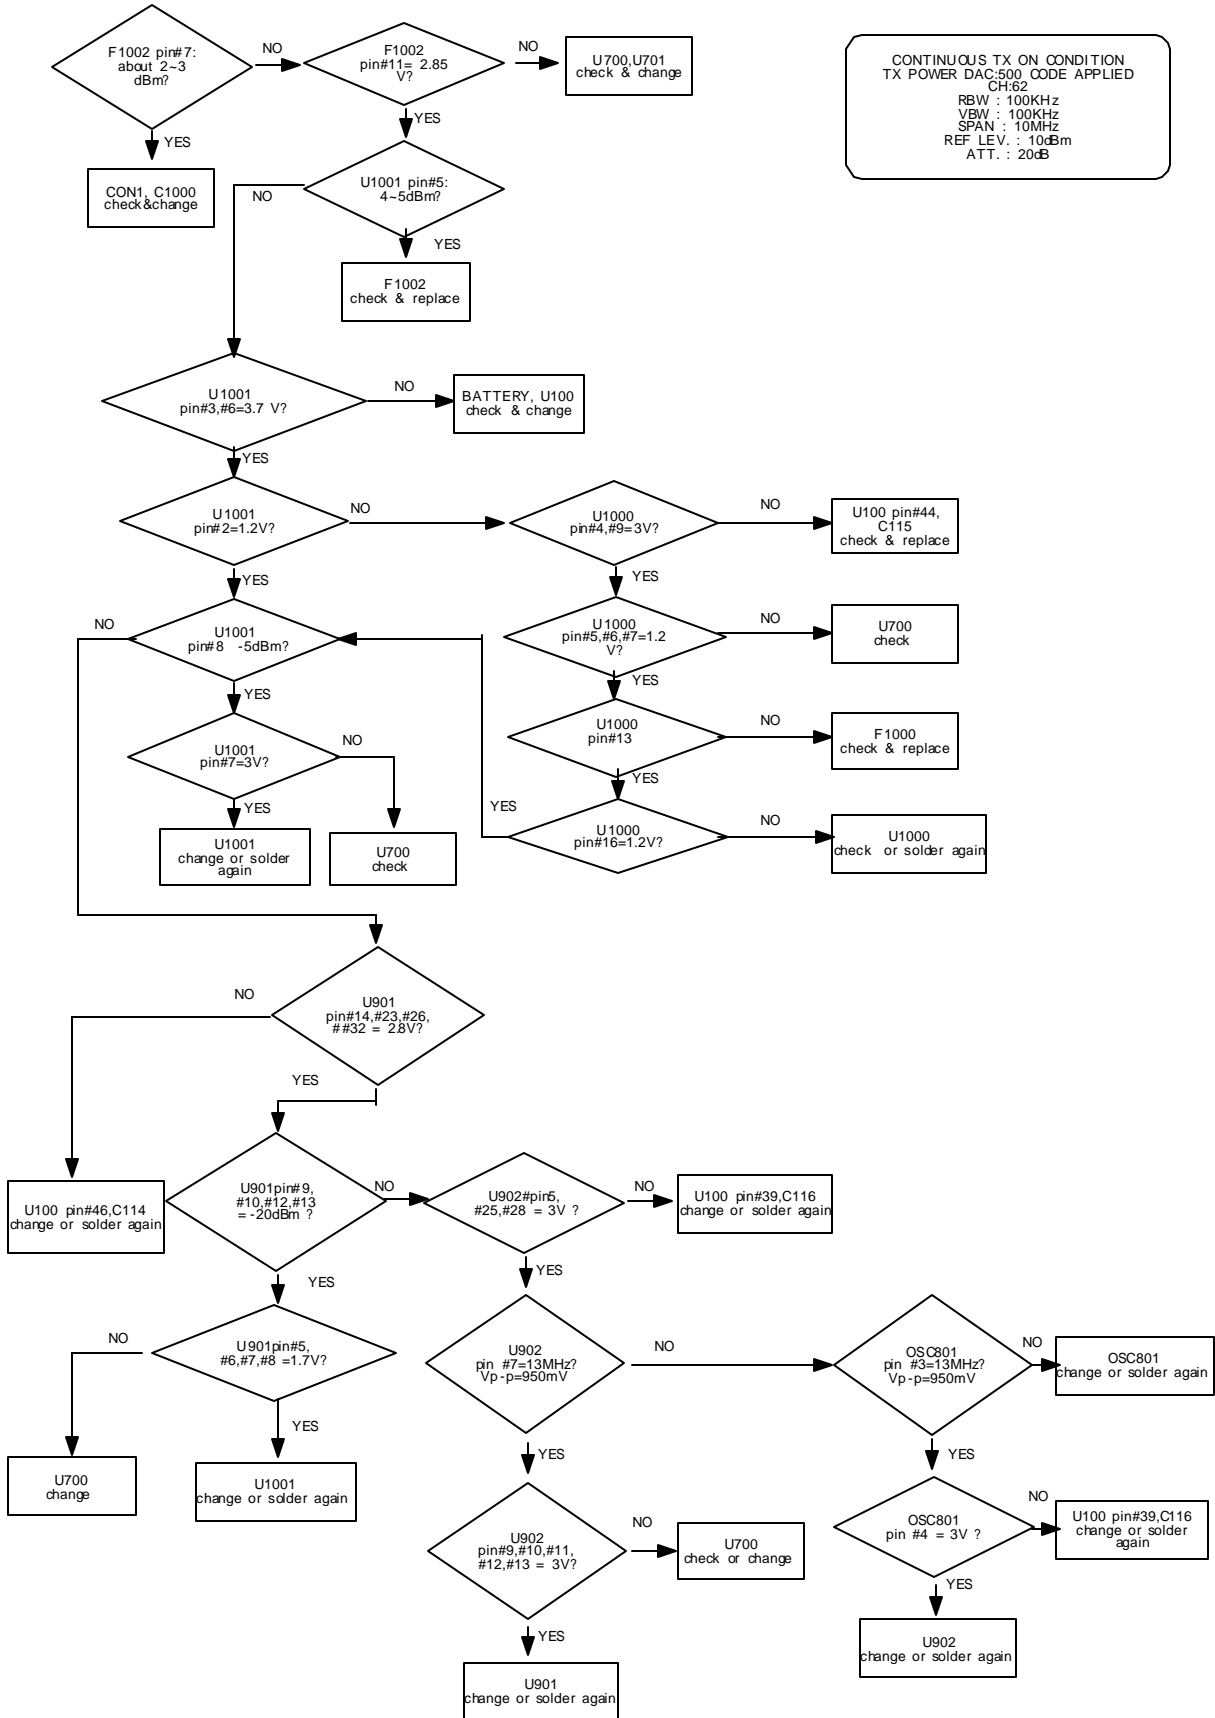 F1002 pin#7:
about 2~3
dBm?
NO
F1002
pin#11= 2.85
V?
NO
U700,U701
check & change
CONTINUOUS TX ON CONDITION
TX POWER DAC:500 CODE APPLIED
CH:62
RBW : 100KHz
VBW : 100KHz
SPAN : 10MHz
REF LEV. : 10dBm
ATT. : 20dB
YES
YES
CON1, C1000
check&change
NO
U1001 pin#5:
4~5dBm?
YES
F1002
check & replace
U1001
pin#3,#6=3.7 V?
NO
BATTERY, U100
check & change
YES
U1001
pin#2=1.2V?
NO
U1000
pin#4,#9=3V?
NO
U100 pin#44,
C115
check & replace
YES
YES
NO
U1001
pin#8 -5dBm?
U1000
pin#5,#6,#7=1.2
V?
NO
U700
check
YES
YES
U1001
pin#7=3V?
NO
U1000
pin#13
NO
F1000
check & replace
YES
YES
YES
U1001
change or solder
again
U700
check
U1000
pin#16=1.2V?
NO
U1000
check or solder again
NO
U901
pin#14,#23,#26,
##32 = 2.8V?
YES
U100 pin#46,C114
change or solder again
U901pin#9,
#10,#12,#13
= -20dBm ?
NO
U902#pin5,
#25,#28 = 3V ?
NO
U100 pin#39,C116
change or solder again
YES
YES
NO
U901pin#5,
#6,#7,#8 =1.7V?
U902
pin #7=13MHz?
Vp-p=950mV
NO
OSC801
pin #3=13MHz?
Vp-p=950mV
NO
OSC801
change or solder again
YES
YES
YES
U700
change
U1001
change or solder again
U902
pin#9,#10,#11,
#12,#13 = 3V?
NO
U700
check or change
OSC801
pin #4 = 3V ?
NO
U100 pin#39,C116
change or solder
again
YES
YES
U901
change or solder again
U902
change or solder again